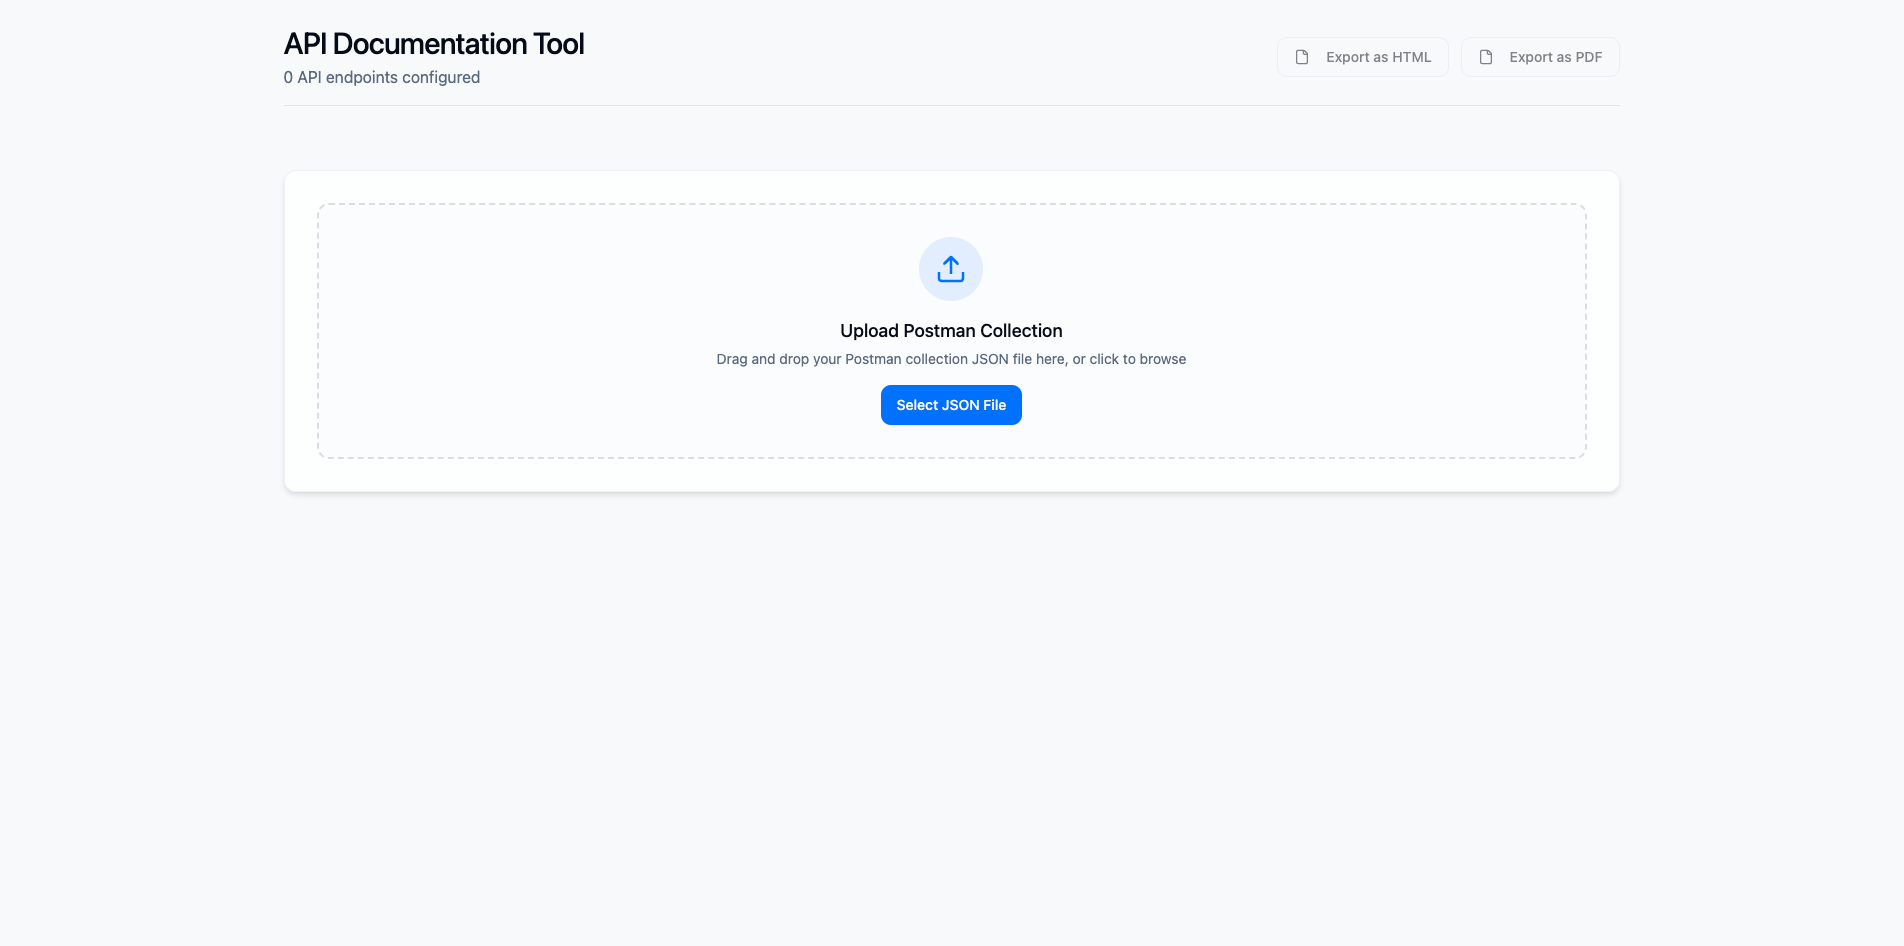 API Documentation Tool
0 API endpoints configured
Export as HTML
Export as PDF
Upload Postman Collection
Drag and drop your Postman collection JSON file here, or click to browse
Select JSON File